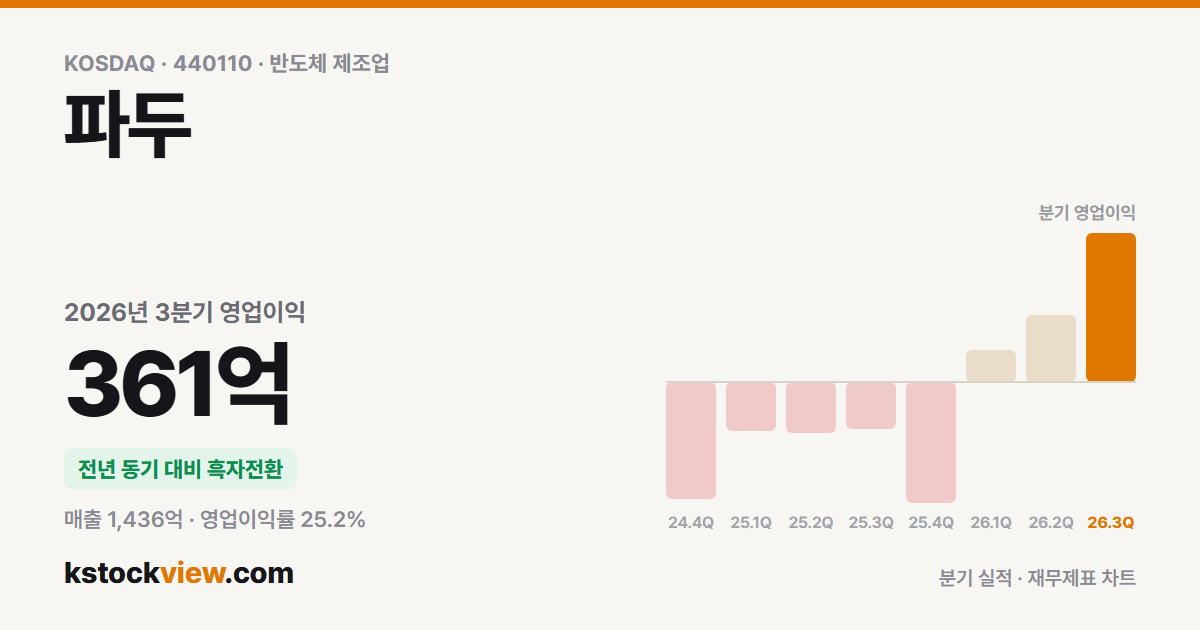 KOSDAQ · 440110 · 반도체 제조업
파두
분기 영업이익
2026년 3분기 영업이익
361억
전년 동기 대비 흑자전환
매출 1,436억 · 영업이익률 25.2%
24.4Q 25.1Q 25.2Q 25.3Q 25.4Q 26.1Q 26.2Q 26.3Q
kstockview.com
분기 실적 · 재무제표 차트